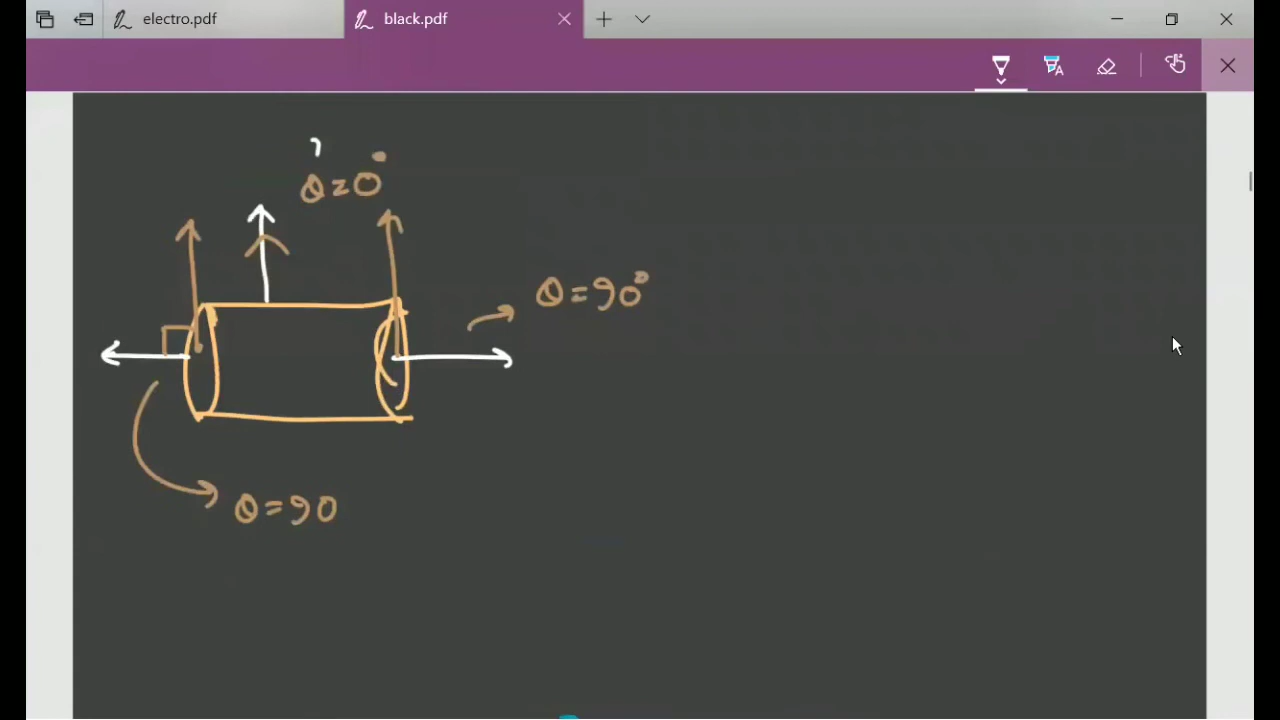 electro.pdf
black.pdf
θ=0°
θ=90°
θ=90